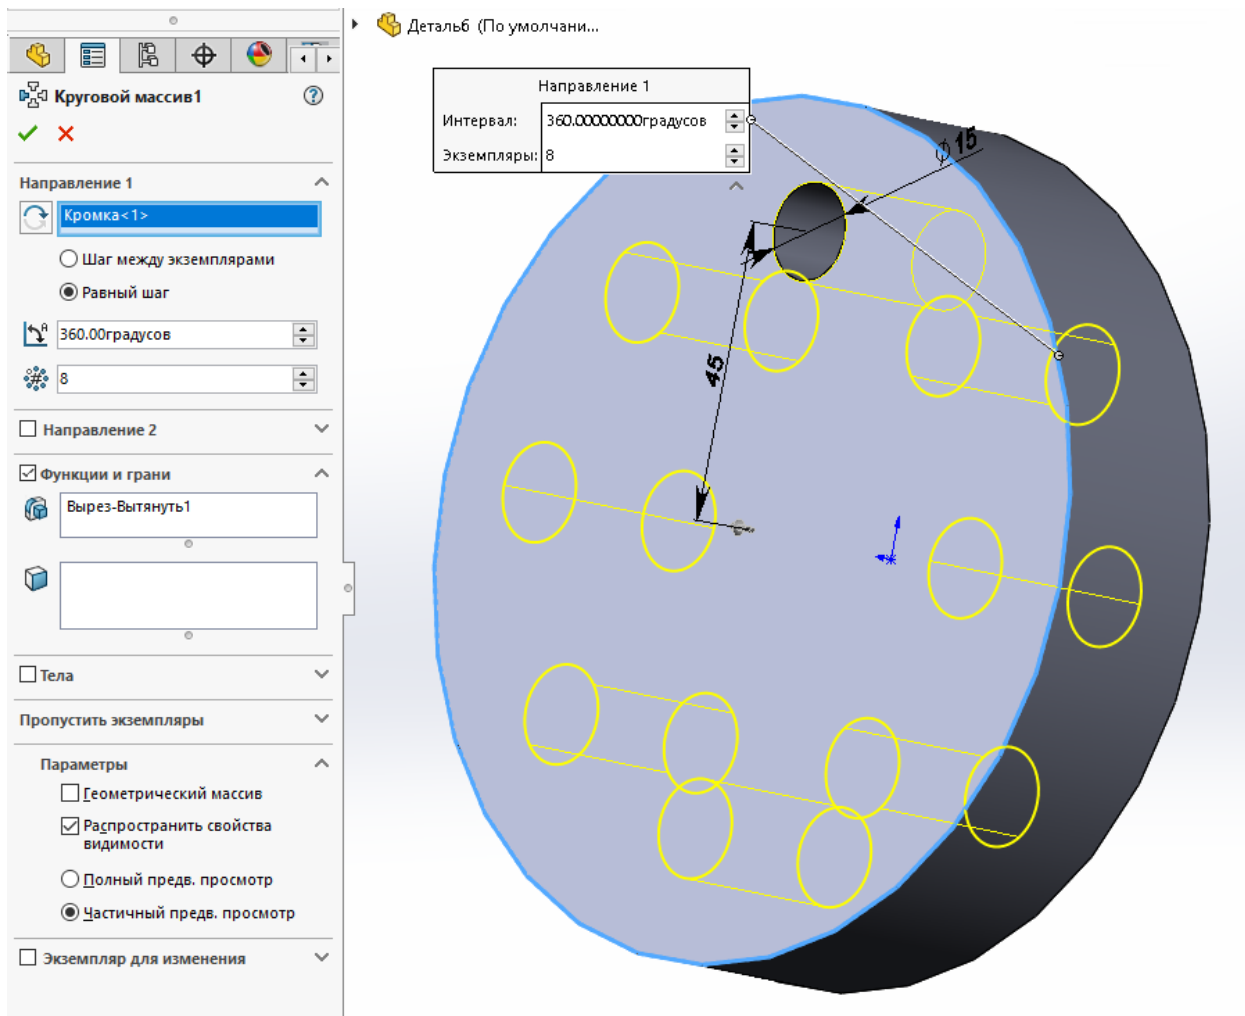 Деталь6 (По умолчани...
Круговой массив1
Направление 1
Кромка<1>
Шаг между экземплярами
Равный шаг
360.00градусов
8
Направление 2
Функции и грани
Вырез-Вытянуть1
Тела
Пропустить экземпляры
Параметры
Геометрический массив
Распространить свойства
видимости
Полный предв. просмотр
Частичный предв. просмотр
Экземпляр для изменения
Направление 1
Интервал: 360.00000000градусов
Экземпляры: 8
ϕ 15
45